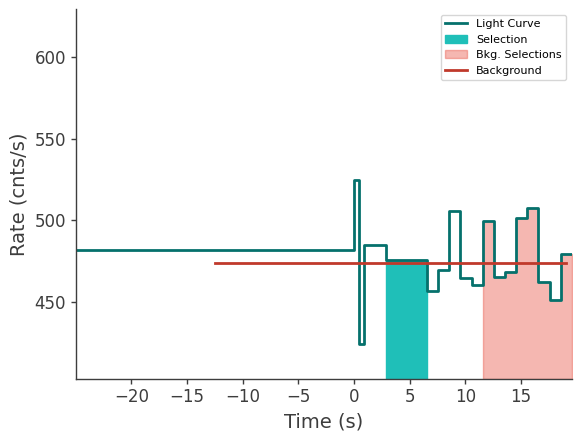 Light Curve
Selection
Bkg. Selections
Background
600
550
500
450
Rate (cnts/s)
−20 −15 −10 −5 0 5 10 15
Time (s)